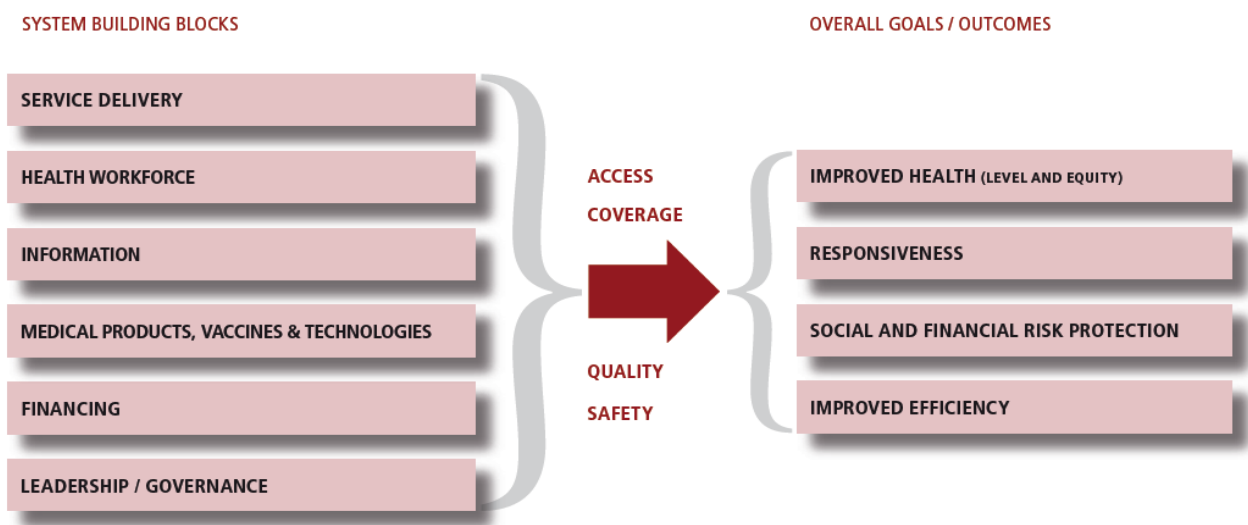 SYSTEM BUILDING BLOCKS
SERVICE DELIVERY
HEALTH WORKFORCE
INFORMATION
MEDICAL PRODUCTS, VACCINES & TECHNOLOGIES
FINANCING
LEADERSHIP / GOVERNANCE
ACCESS
COVERAGE
QUALITY
SAFETY
OVERALL GOALS / OUTCOMES
IMPROVED HEALTH (LEVEL AND EQUITY)
RESPONSIVENESS
SOCIAL AND FINANCIAL RISK PROTECTION
IMPROVED EFFICIENCY